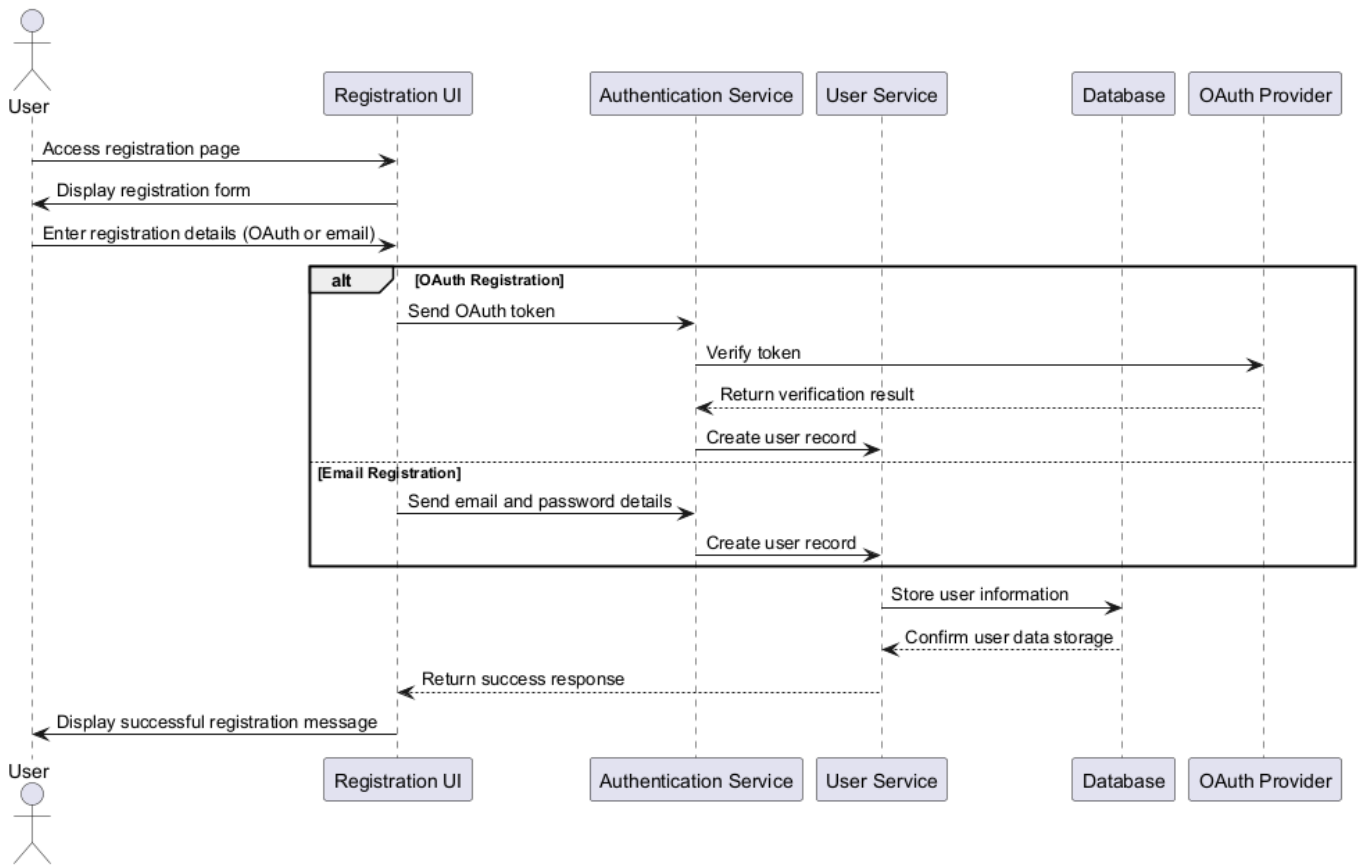 User
Registration UI
Authentication Service
User Service
Database
OAuth Provider
Access registration page
Display registration form
Enter registration details (OAuth or email)
alt
[OAuth Registration]
Send OAuth token
Verify token
Return verification result
Create user record
[Email Registration]
Send email and password details
Create user record
Store user information
Confirm user data storage
Return success response
Display successful registration message
User
Registration UI
Authentication Service
User Service
Database
OAuth Provider